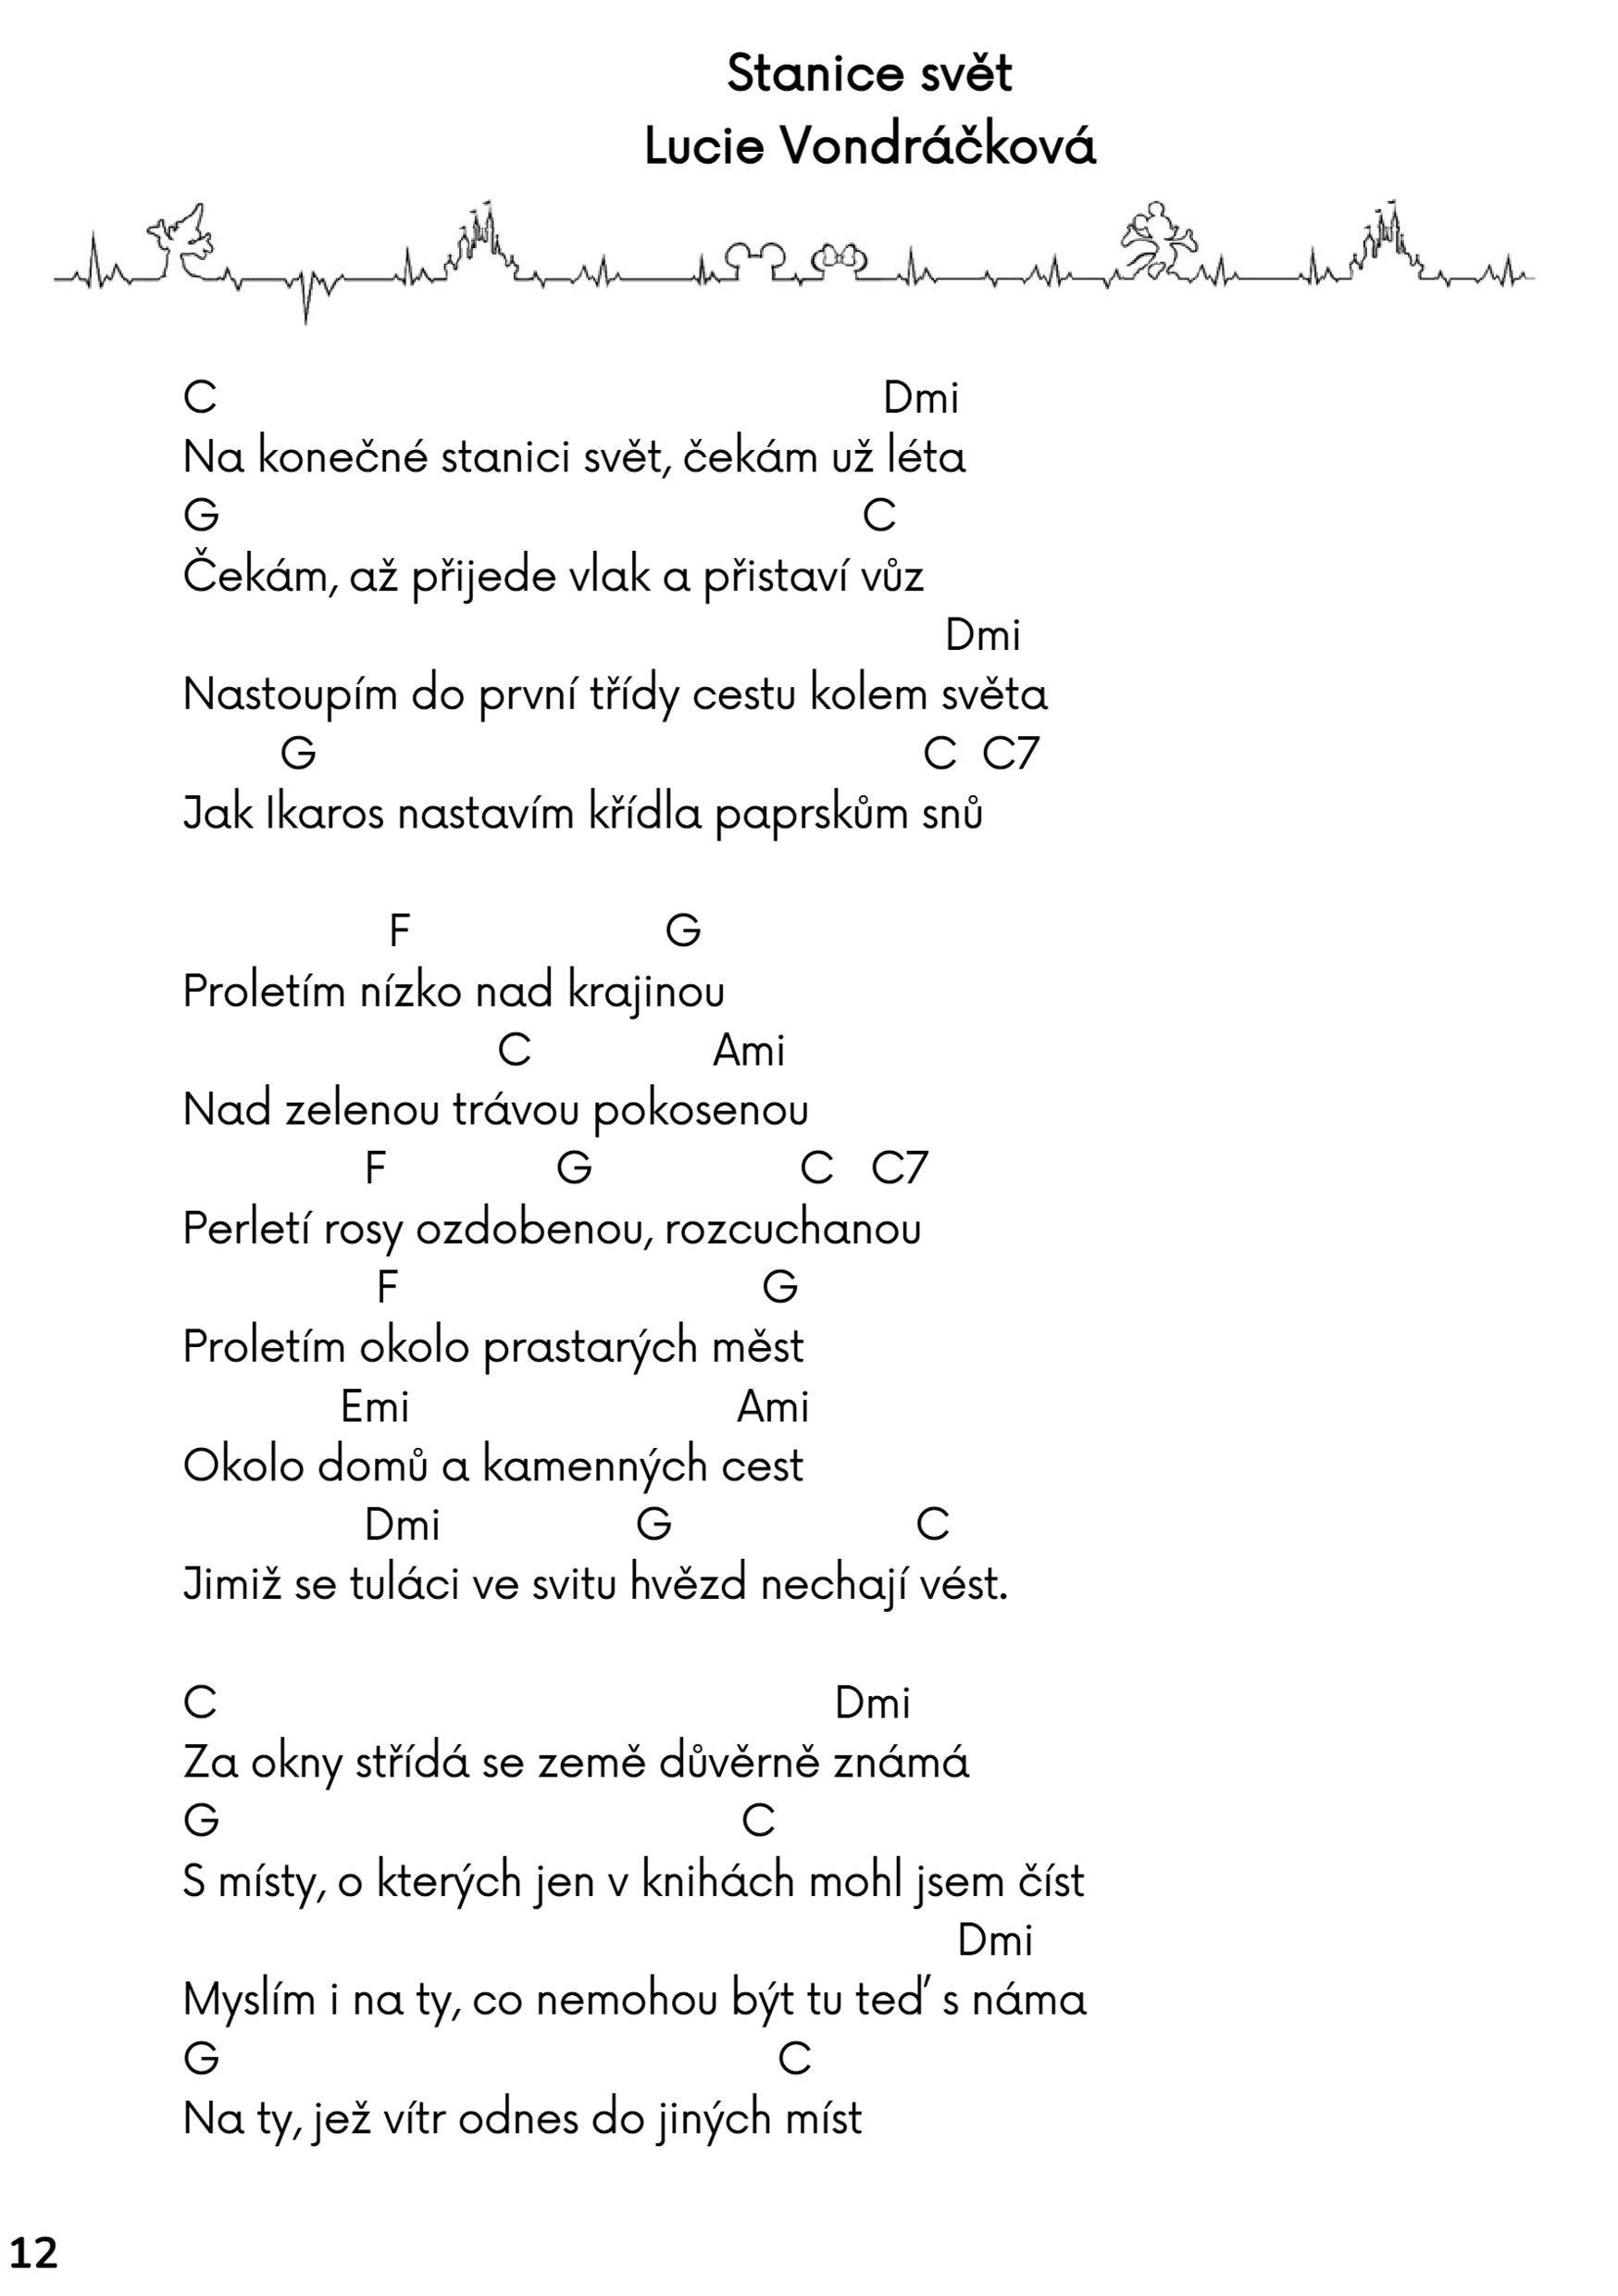 Stanice svět
Lucie Vondráčková
C Dmi
Na konečné stanici svět, čekám už léta
G C
Čekám, až přijede vlak a přistaví vůz
Dmi
Nastoupím do první třídy cestu kolem světa
G C C7
Jak Ikaros nastavím křídla paprskům snů
F G
Proletím nízko nad krajinou
C Ami
Nad zelenou trávou pokosenou
F G C C7
Perletí rosy ozdobenou, rozcuchanou
F G
Proletím okolo prastarých měst
Emi Ami
Okolo domů a kamenných cest
Dmi G C
Jimiž se tuláci ve svitu hvězd nechají vést.
C Dmi
Za okny střídá se země důvěrně známá
G C
S místy, o kterých jen v knihách mohl jsem číst
Dmi
Myslím i na ty, co nemohou být tu teď s náma
G C
Na ty, jež vítr odnes do jiných míst
12